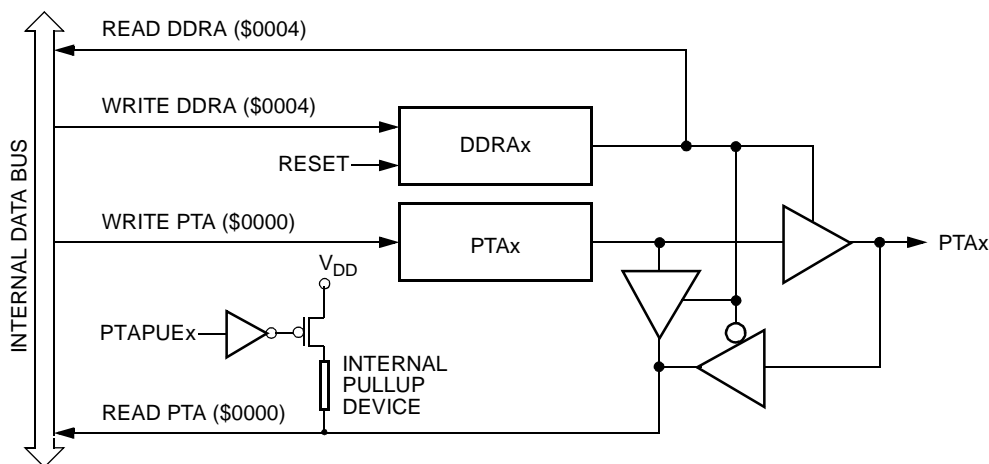 READ DDRA ($0004)
WRITE DDRA ($0004)
DDRAx
RESET
INTERNAL DATA BUS
WRITE PTA ($0000)
PTAx
PTAx
VDD
PTAPUEx
INTERNAL
PULLUP
DEVICE
READ PTA ($0000)